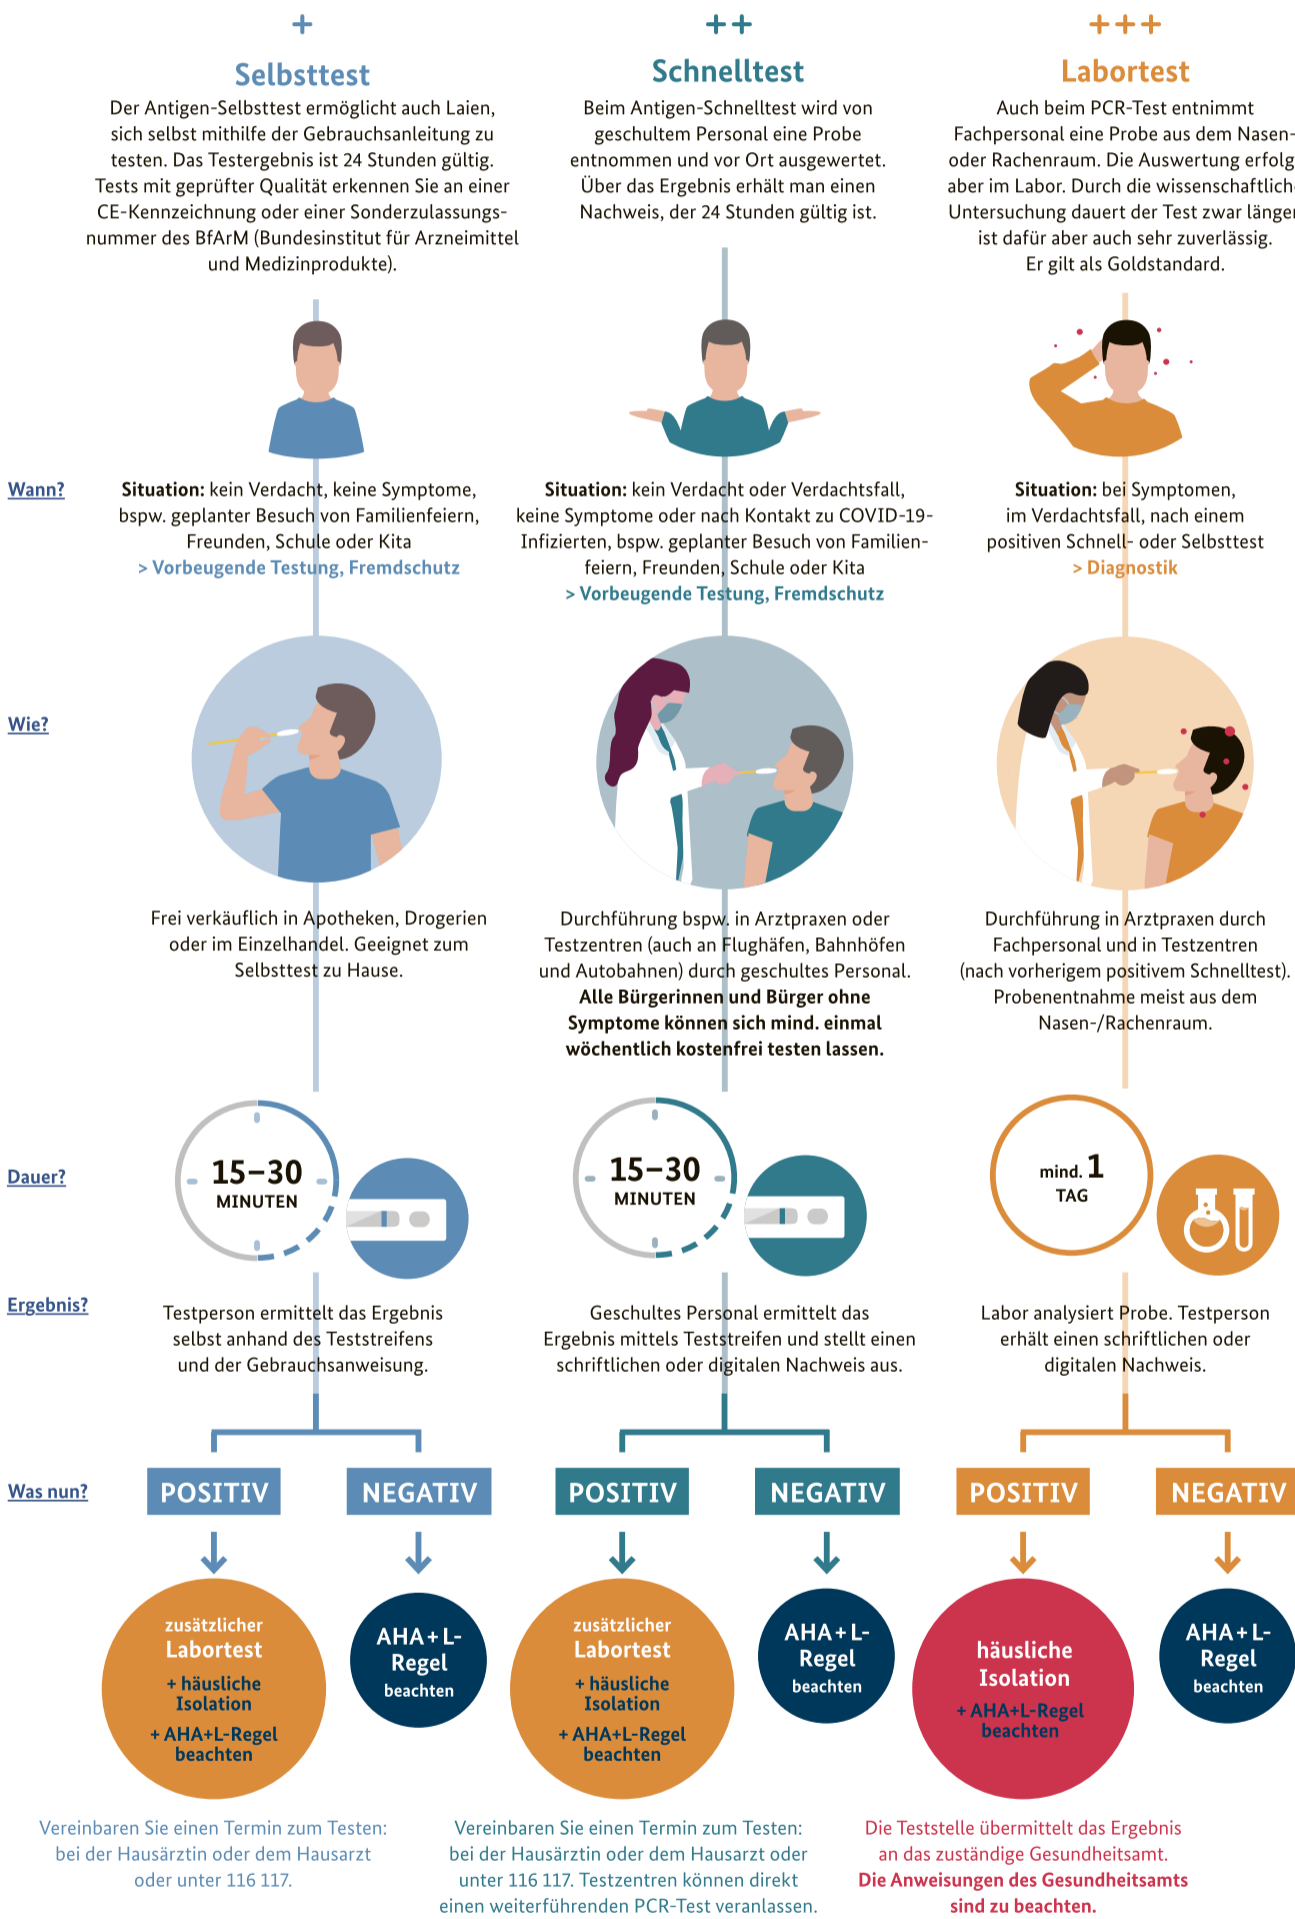 +
Selbsttest
Der Antigen-Selbsttest ermöglicht auch Laien,
sich selbst mithilfe der Gebrauchsanleitung zu
testen. Das Testergebnis ist 24 Stunden gültig.
Tests mit geprüfter Qualität erkennen Sie an einer
CE-Kennzeichnung oder einer Sonderzulassungs-
nummer des BfArM (Bundesinstitut für Arzneimittel
und Medizinprodukte).
++
Schnelltest
Beim Antigen-Schnelltest wird von
geschultem Personal eine Probe
entnommen und vor Ort ausgewertet.
Über das Ergebnis erhält man einen
Nachweis, der 24 Stunden gültig ist.
+++
Labortest
Auch beim PCR-Test entnimmt
Fachpersonal eine Probe aus dem Nasen-
oder Rachenraum. Die Auswertung erfolg
aber im Labor. Durch die wissenschaftliche
Untersuchung dauert der Test zwar länger
ist dafür aber auch sehr zuverlässig.
Er gilt als Goldstandard.
Wann?
Situation: kein Verdacht, keine Symptome,
bspw. geplanter Besuch von Familienfeiern,
Freunden, Schule oder Kita
> Vorbeugende Testung, Fremdschutz
Situation: kein Verdacht oder Verdachtsfall,
keine Symptome oder nach Kontakt zu COVID-19-
Infizierten, bspw. geplanter Besuch von Familien-
feiern, Freunden, Schule oder Kita
> Vorbeugende Testung, Fremdschutz
Situation: bei Symptomen,
im Verdachtsfall, nach einem
positiven Schnell- oder Selbsttest
> Diagnostik
Wie?
Frei verkäuflich in Apotheken, Drogerien
oder im Einzelhandel. Geeignet zum
Selbsttest zu Hause.
Durchführung bspw. in Arztpraxen oder
Testzentren (auch an Flughäfen, Bahnhöfen
und Autobahnen) durch geschultes Personal.
Alle Bürgerinnen und Bürger ohne
Symptome können sich mind. einmal
wöchentlich kostenfrei testen lassen.
Durchführung in Arztpraxen durch
Fachpersonal und in Testzentren
(nach vorherigem positivem Schnelltest).
Probenentnahme meist aus dem
Nasen-/Rachenraum.
Dauer?
15–30
MINUTEN
15–30
MINUTEN
mind. 1
TAG
Ergebnis?
Testperson ermittelt das Ergebnis
selbst anhand des Teststreifens
und der Gebrauchsanweisung.
Geschultes Personal ermittelt das
Ergebnis mittels Teststreifen und stellt einen
schriftlichen oder digitalen Nachweis aus.
Labor analysiert Probe. Testperson
erhält einen schriftlichen oder
digitalen Nachweis.
Was nun?
POSITIV
NEGATIV
POSITIV
NEGATIV
POSITIV
NEGATIV
zusätzlicher
Labortest
+ häusliche
Isolation
+ AHA+L-Regel
beachten
AHA+L-
Regel
beachten
zusätzlicher
Labortest
+ häusliche
Isolation
+ AHA+L-Regel
beachten
AHA+L-
Regel
beachten
häusliche
Isolation
+ AHA+L-Regel
beachten
AHA+L-
Regel
beachten
Vereinbaren Sie einen Termin zum Testen:
bei der Hausärztin oder dem Hausarzt
oder unter 116 117.
Vereinbaren Sie einen Termin zum Testen:
bei der Hausärztin oder dem Hausarzt oder
unter 116 117. Testzentren können direkt
einen weiterführenden PCR-Test veranlassen.
Die Teststelle übermittelt das Ergebnis
an das zuständige Gesundheitsamt.
Die Anweisungen des Gesundheitsamts
sind zu beachten.